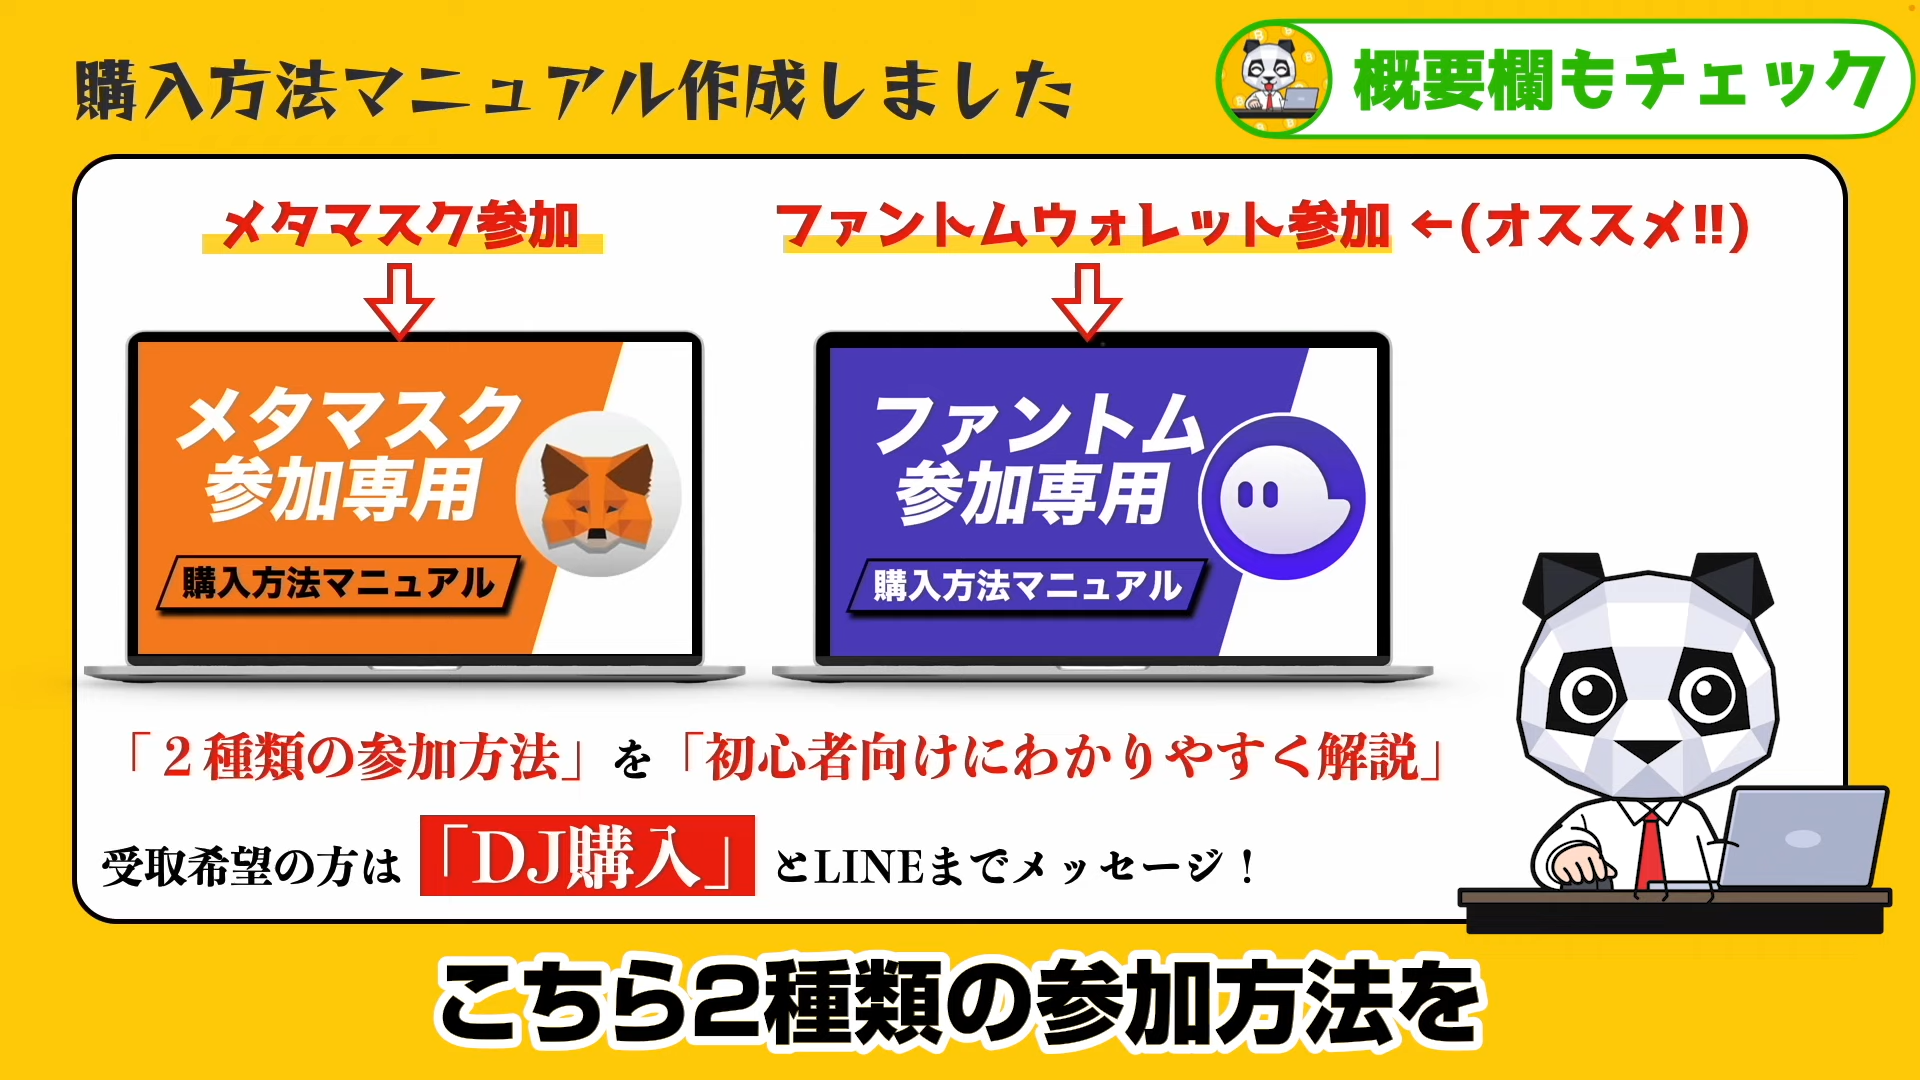 購入方法マニュアル作成しました
概要欄もチェック
メタマスク参加
ファントムウォレット参加 ←(オススメ!!)
メタマスク
参加専用
購入方法マニュアル
ファントム
参加専用
購入方法マニュアル
「２種類の参加方法」を「初心者向けにわかりやすく解説」
受取希望の方は「DJ購入」とLINEまでメッセージ！
こちら2種類の参加方法を